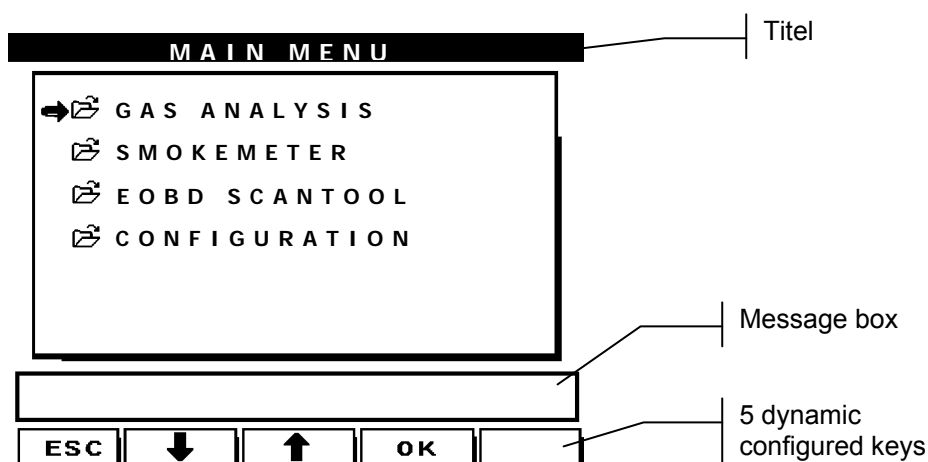 Titel
MAIN MENU
GAS ANALYSIS
SMOKEMETER
EOBD SCANTOOL
CONFIGURATION
Message box
5 dynamic
configured keys
ESC
OK